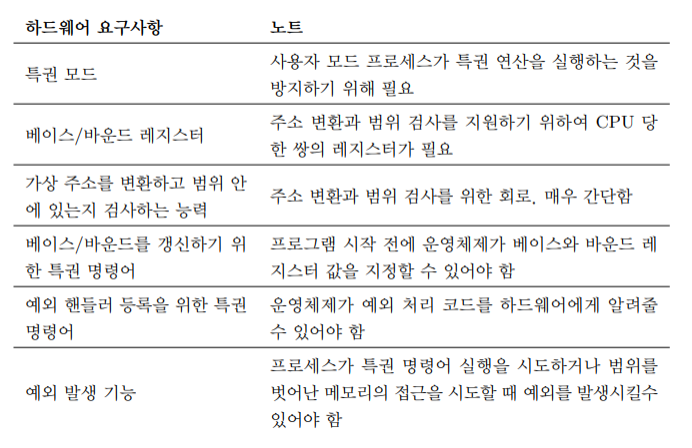 하드웨어 요구사항 노트
특권 모드 사용자 모드 프로세스가 특권 연산을 실행하는 것을
방지하기 위해 필요
베이스/바운드 레지스터 주소 변환과 범위 검사를 지원하기 위하여 CPU 당
한 쌍의 레지스터가 필요
가상 주소를 변환하고 범위 안
에 있는지 검사하는 능력
주소 변환과 범위 검사를 위한 회로. 매우 간단함
베이스/바운드를 갱신하기 위
한 특권 명령어
프로그램 시작 전에 운영체제가 베이스와 바운드 레
지스터 값을 지정할 수 있어야 함
예외 핸들러 등록을 위한 특권
명령어
운영체제가 예외 처리 코드를 하드웨어에게 알려줄
수 있어야 함
예외 발생 기능
프로세스가 특권 명령어 실행을 시도하거나 범위를
벗어난 메모리의 접근을 시도할 때 예외를 발생시킬수
있어야 함